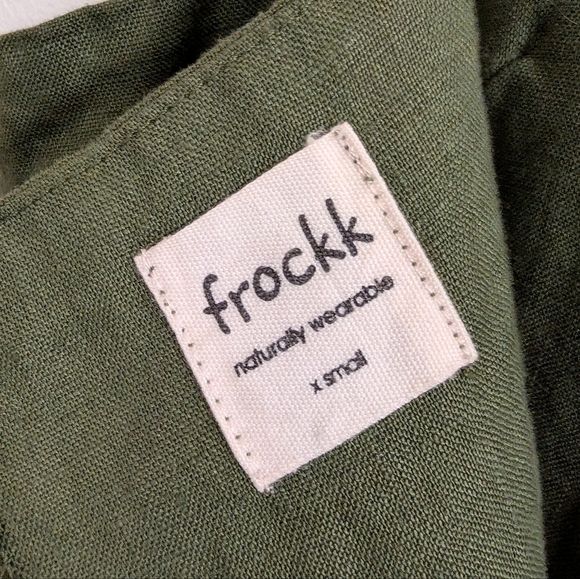 frockk
naturally wearable
x small